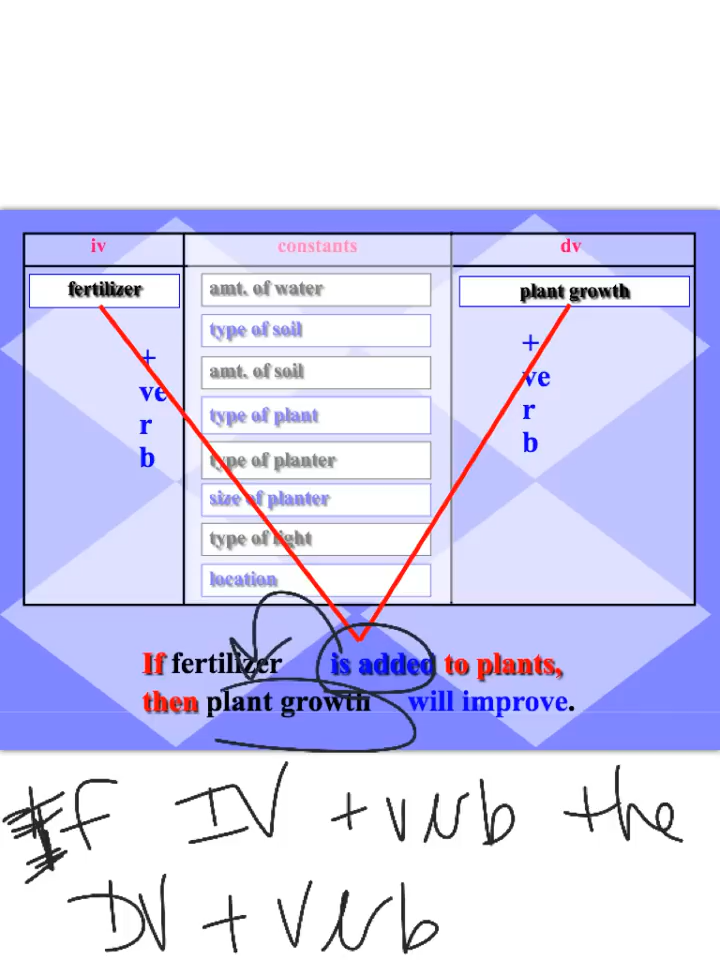 iv constants dv
fertilizer
amt. of water
plant growth
type of soil
amt. of soil
type of plant
type of planter
size of planter
type of light
location
+
ve
r
b
+
ve
r
b
If fertilizer is added to plants,
then plant growth will improve.
If IV + verb the
DV + verb